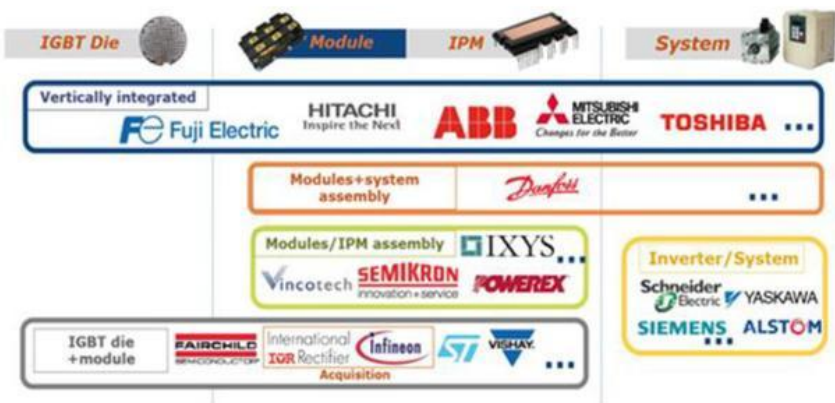 IGBT Die
Module
IPM
System
Vertically integrated
Fe Fuji Electric
HITACHI
Inspire the Next
ABB
MITSUBISHI
ELECTRIC
Changes for the Better
TOSHIBA
...
Modules+system
assembly
Danfoss
...
Modules/IPM assembly
IXYS
...
Vincotech
SEMIKRON
innovation+service
POWEREX
Inverter/System
Schneider
Electric
YASKAWA
SIEMENS
ALSTOM
...
IGBT die
+module
FAIRCHILD
SEMICONDUCTOR
International
IOR Rectifier
infineon
Acquisition
ST
VISHAY.
...